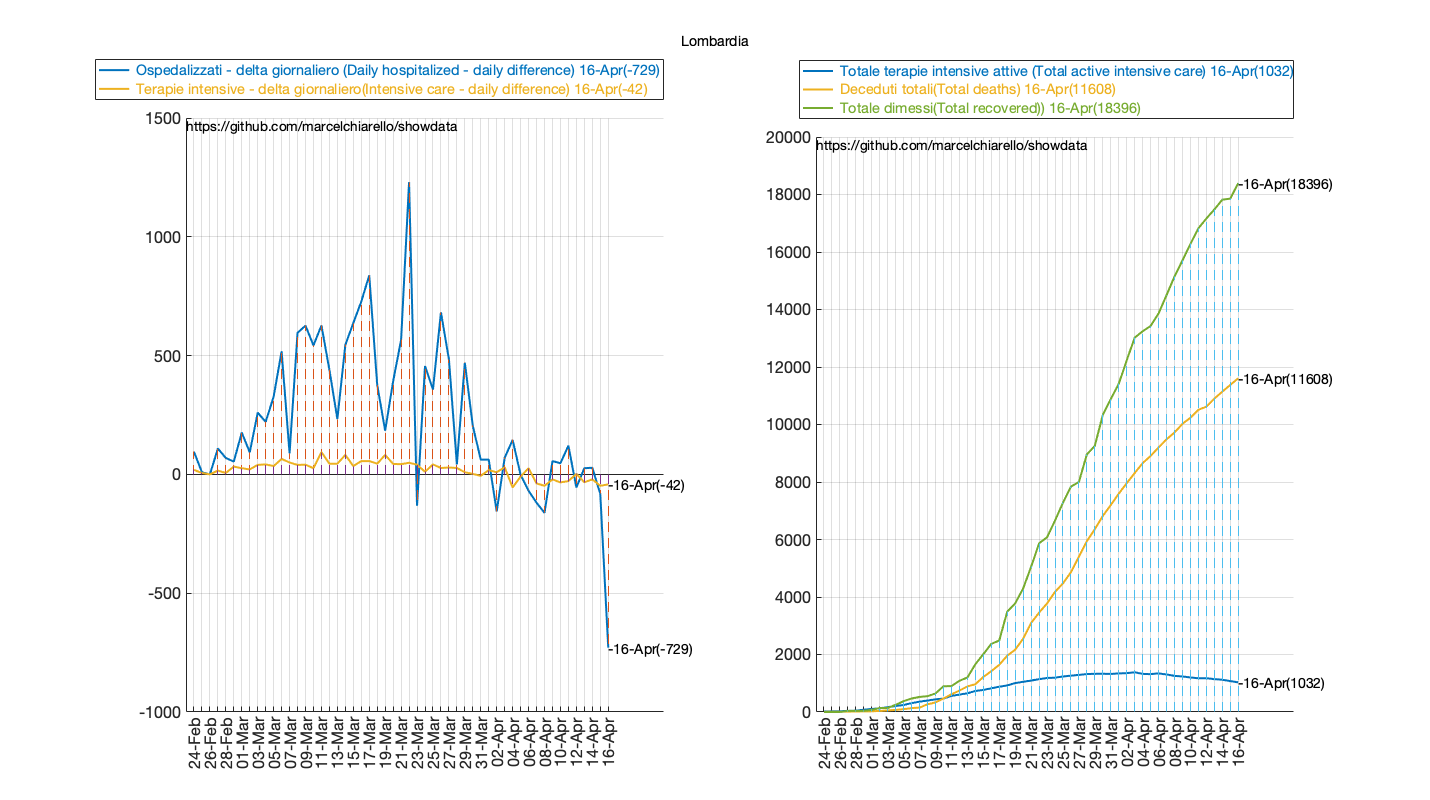 Lombardia
Ospedalizzati - delta giornaliero (Daily hospitalized - daily difference) 16-Apr(-729)
Terapie intensive - delta giornaliero(Intensive care - daily difference) 16-Apr(-42)
1500
https://github.com/marcelchiarello/showdata
1000
500
0
-500
-1000
16-Apr(-42)
16-Apr(-729)
24-Feb
26-Feb
28-Feb
01-Mar
03-Mar
05-Mar
07-Mar
09-Mar
11-Mar
13-Mar
15-Mar
17-Mar
19-Mar
21-Mar
23-Mar
25-Mar
27-Mar
29-Mar
31-Mar
02-Apr
04-Apr
06-Apr
08-Apr
10-Apr
12-Apr
14-Apr
16-Apr
Totale terapie intensive attive (Total active intensive care) 16-Apr(1032)
Deceduti totali(Total deaths) 16-Apr(11608)
Totale dimessi(Total recovered)) 16-Apr(18396)
20000
https://github.com/marcelchiarello/showdata
18000
16000
14000
12000
10000
8000
6000
4000
2000
0
16-Apr(18396)
16-Apr(11608)
16-Apr(1032)
24-Feb
26-Feb
28-Feb
01-Mar
03-Mar
05-Mar
07-Mar
09-Mar
11-Mar
13-Mar
15-Mar
17-Mar
19-Mar
21-Mar
23-Mar
25-Mar
27-Mar
29-Mar
31-Mar
02-Apr
04-Apr
06-Apr
08-Apr
10-Apr
12-Apr
14-Apr
16-Apr